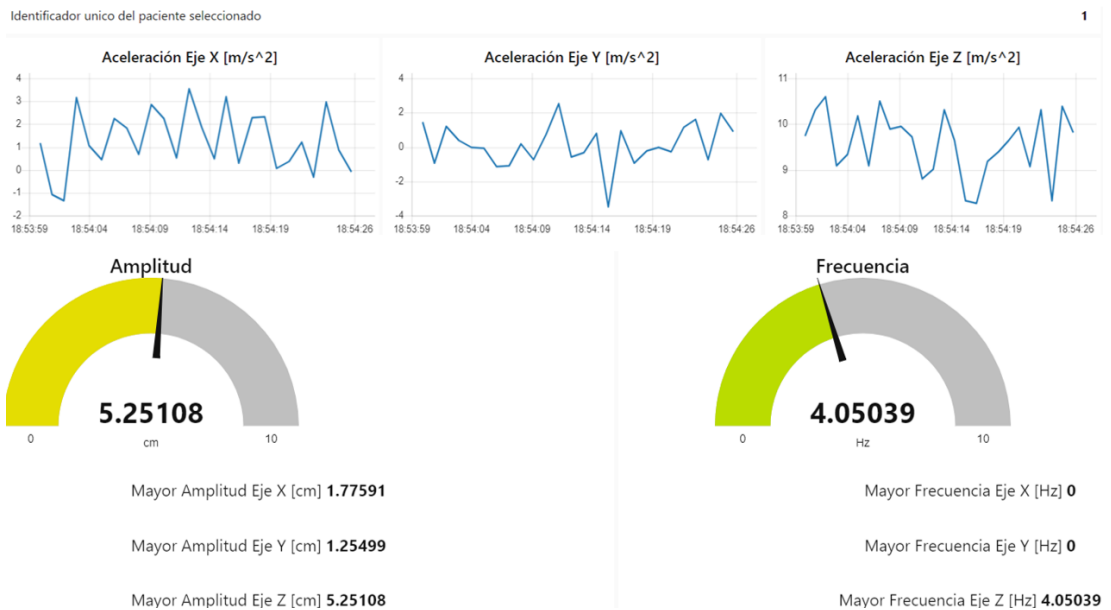 Identificador unico del paciente seleccionado 1
Aceleración Eje X [m/s^2]
4
3
2
1
0
-1
-2
18:53:59 18:54:04 18:54:09 18:54:14 18:54:19 18:54:26
Aceleración Eje Y [m/s^2]
4
2
0
-2
-4
18:53:59 18:54:04 18:54:09 18:54:14 18:54:19 18:54:26
Aceleración Eje Z [m/s^2]
11
10
9
8
18:53:59 18:54:04 18:54:09 18:54:14 18:54:19 18:54:26
Amplitud
5.25108
0 cm 10
Mayor Amplitud Eje X [cm] 1.77591
Mayor Amplitud Eje Y [cm] 1.25499
Mayor Amplitud Eje Z [cm] 5.25108
Frecuencia
4.05039
0 Hz 10
Mayor Frecuencia Eje X [Hz] 0
Mayor Frecuencia Eje Y [Hz] 0
Mayor Frecuencia Eje Z [Hz] 4.05039